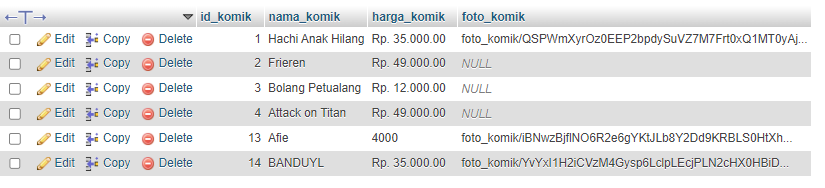 ←T→ id_komik nama_komik harga_komik foto_komik
Edit Copy Delete 1 Hachi Anak Hilang Rp. 35.000.00 foto_komik/QSPWmXyrOz0EEP2bpdySuVZ7M7Frt0xQ1MT0yAj...
Edit Copy Delete 2 Frieren Rp. 49.000.00 NULL
Edit Copy Delete 3 Bolang Petualang Rp. 12.000.00 NULL
Edit Copy Delete 4 Attack on Titan Rp. 49.000.00 NULL
Edit Copy Delete 13 Afie 4000 foto_komik/iBNwzBjflNO6R2e6gYKtJLb8Y2Dd9KRBLS0HtXh...
Edit Copy Delete 14 BANDUYL Rp. 35.000.00 foto_komik/YvYxI1H2iCVzM4Gysp6LclpLEcjPLN2cHX0HBiD...